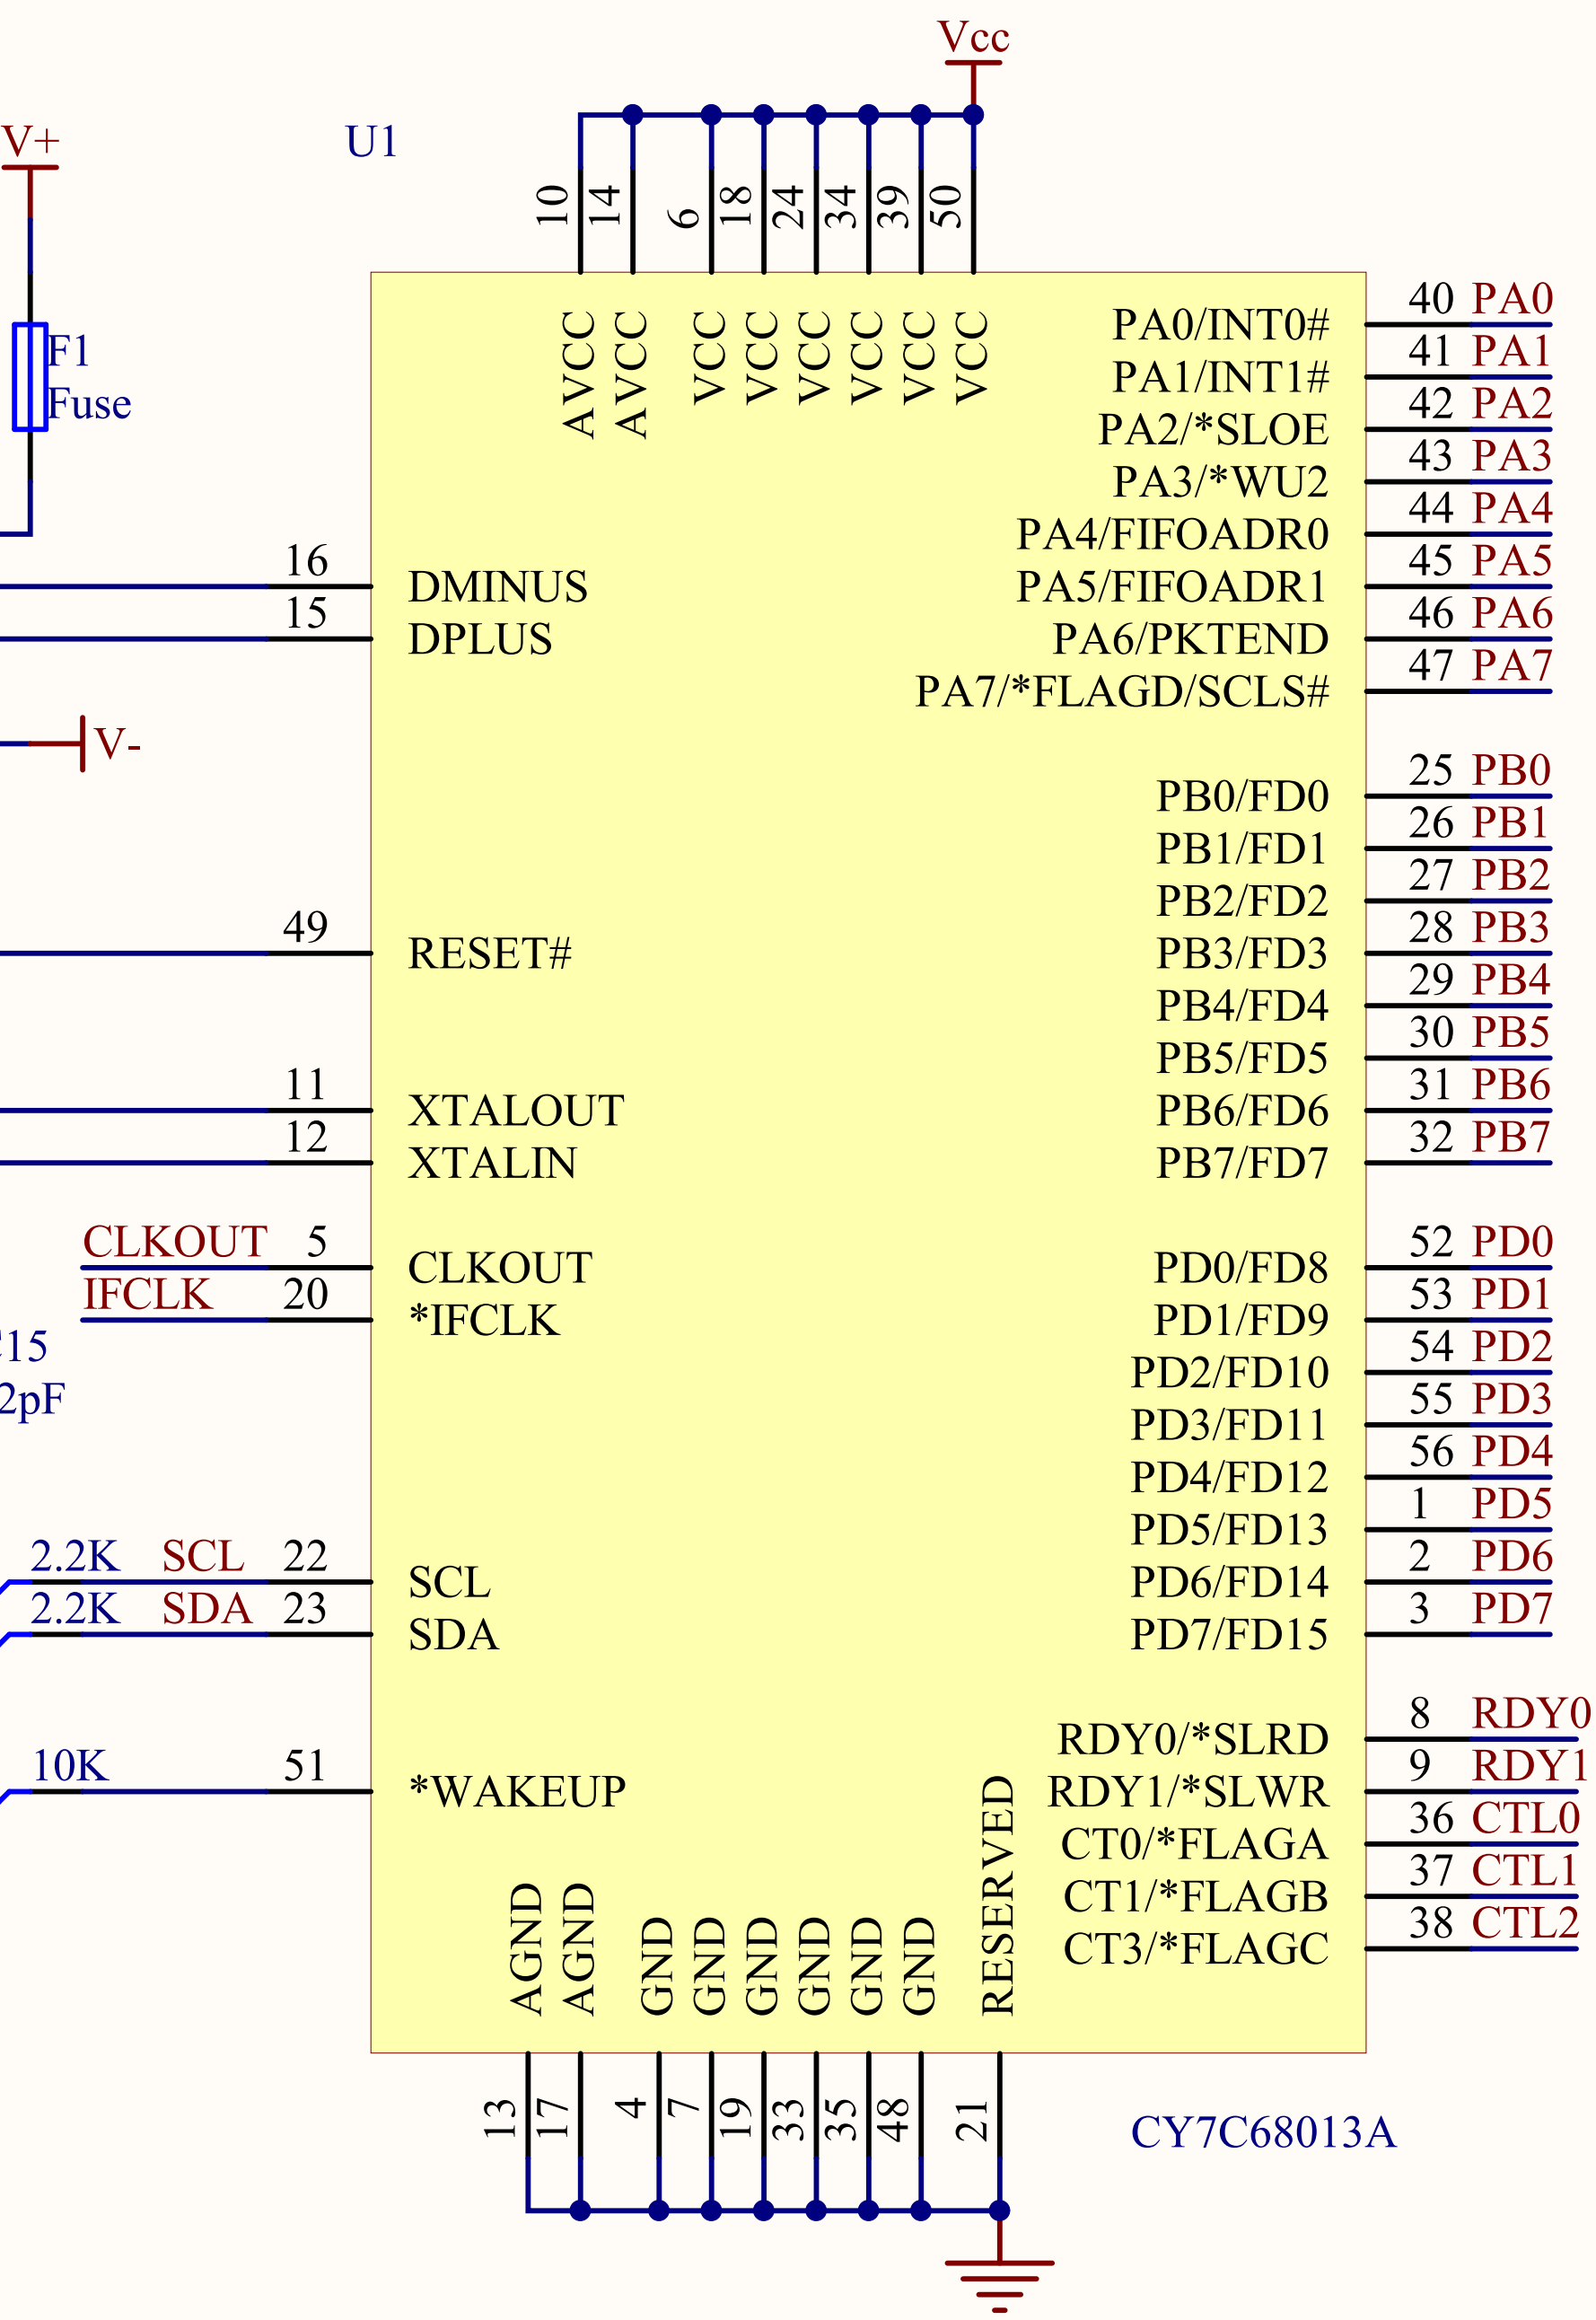 Vcc
V+
U1
10
14
6
18
24
34
39
50
AVCC
AVCC
VCC
VCC
VCC
VCC
VCC
VCC
F1
Fuse
PA0/INT0# 40 PA0
PA1/INT1# 41 PA1
PA2/*SLOE 42 PA2
PA3/*WU2 43 PA3
PA4/FIFOADR0 44 PA4
16 DMINUS PA5/FIFOADR1 45 PA5
15 DPLUS PA6/PKTEND 46 PA6
PA7/*FLAGD/SCLS# 47 PA7
V-
PB0/FD0 25 PB0
PB1/FD1 26 PB1
PB2/FD2 27 PB2
49 RESET# PB3/FD3 28 PB3
PB4/FD4 29 PB4
PB5/FD5 30 PB5
11 XTALOUT PB6/FD6 31 PB6
12 XTALIN PB7/FD7 32 PB7
CLKOUT 5 CLKOUT PD0/FD8 52 PD0
IFCLK 20 *IFCLK PD1/FD9 53 PD1
15 PD2/FD10 54 PD2
2pF PD3/FD11 55 PD3
PD4/FD12 56 PD4
PD5/FD13 1 PD5
2.2K SCL 22 SCL PD6/FD14 2 PD6
2.2K SDA 23 SDA PD7/FD15 3 PD7
RDY0/*SLRD 8 RDY0
10K 51 *WAKEUP RDY1/*SLWR 9 RDY1
CT0/*FLAGA 36 CTL0
CT1/*FLAGB 37 CTL1
CT3/*FLAGC 38 CTL2
AGND
AGND
GND
GND
GND
GND
GND
GND
RESERVED
13
17
4
7
19
33
35
48
21
CY7C68013A